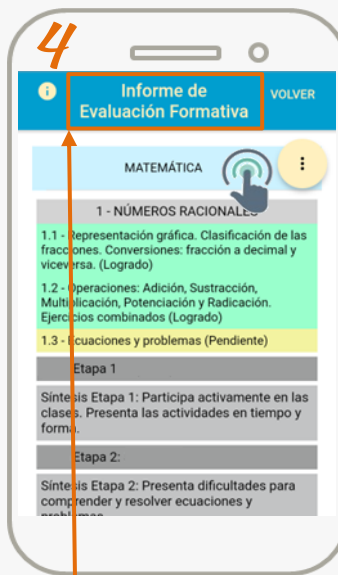 4
Informe de
Evaluación Formativa
VOLVER
MATEMÁTICA
1 - NÚMEROS RACIONALES
1.1 - Representación gráfica. Clasificación de las
fracciones. Conversiones: fracción a decimal y
viceversa. (Logrado)
1.2 - Operaciones: Adición, Sustracción,
Multiplicación, Potenciación y Radicación.
Ejercicios combinados (Logrado)
1.3 - Ecuaciones y problemas (Pendiente)
Etapa 1
Síntesis Etapa 1: Participa activamente en las
clases. Presenta las actividades en tiempo y
forma.
Etapa 2:
Síntesis Etapa 2: Presenta dificultades para
comprender y resolver ecuaciones y
problemas